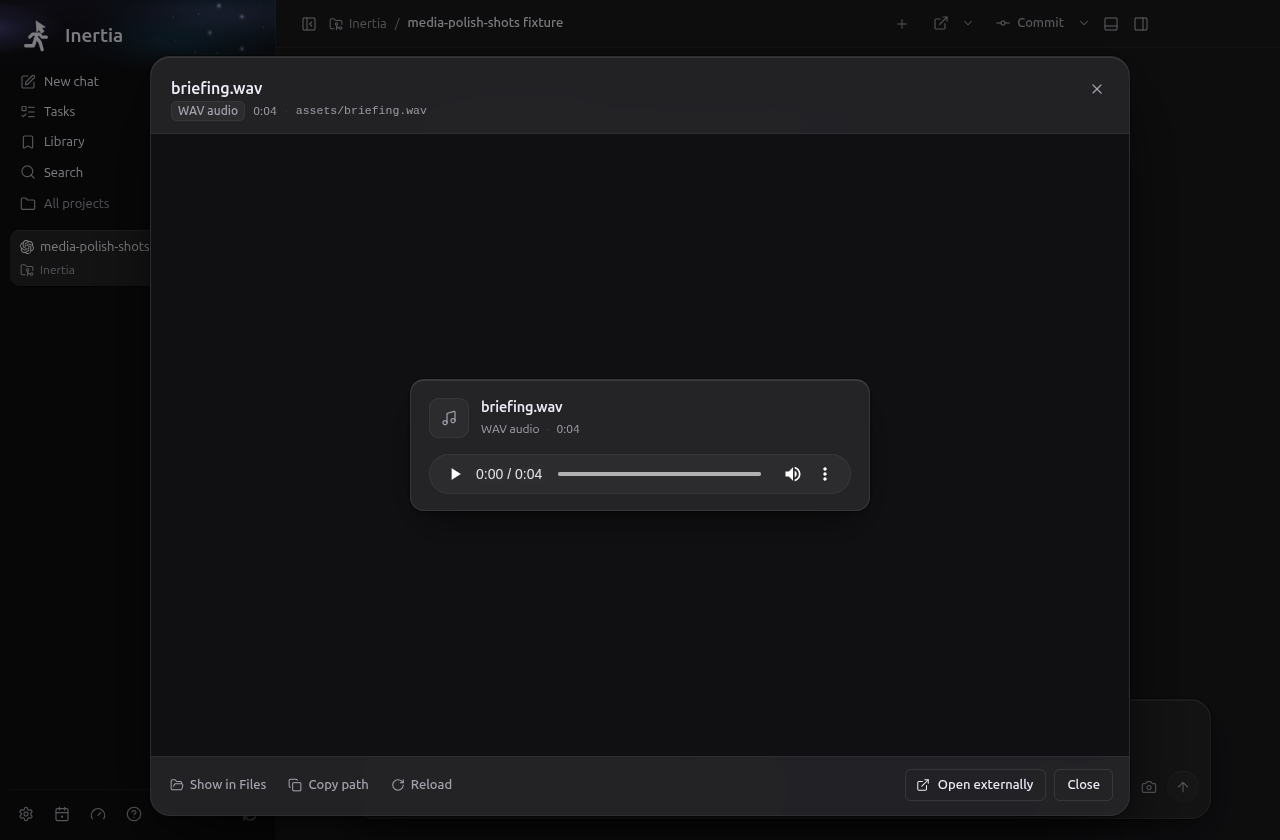 Inertia
Inertia / media-polish-shots fixture
Commit
New chat
Tasks
Library
Search
All projects
media-polish-shots
Inertia
briefing.wav
WAV audio 0:04 · assets/briefing.wav
briefing.wav
WAV audio · 0:04
0:00 / 0:04
Show in Files
Copy path
Reload
Open externally
Close